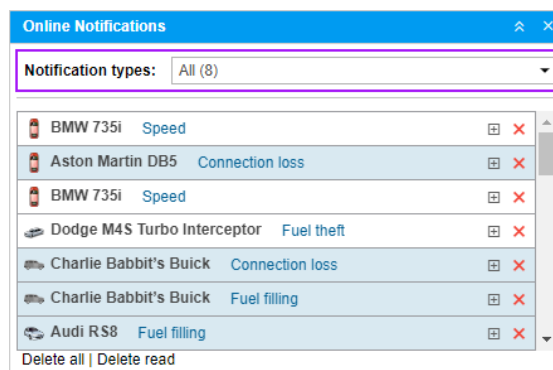 Online Notifications
Notification types: All (8)
BMW 735i Speed
Aston Martin DB5 Connection loss
BMW 735i Speed
Dodge M4S Turbo Interceptor Fuel theft
Charlie Babbit's Buick Connection loss
Charlie Babbit's Buick Fuel filling
Audi RS8 Fuel filling
Delete all | Delete read